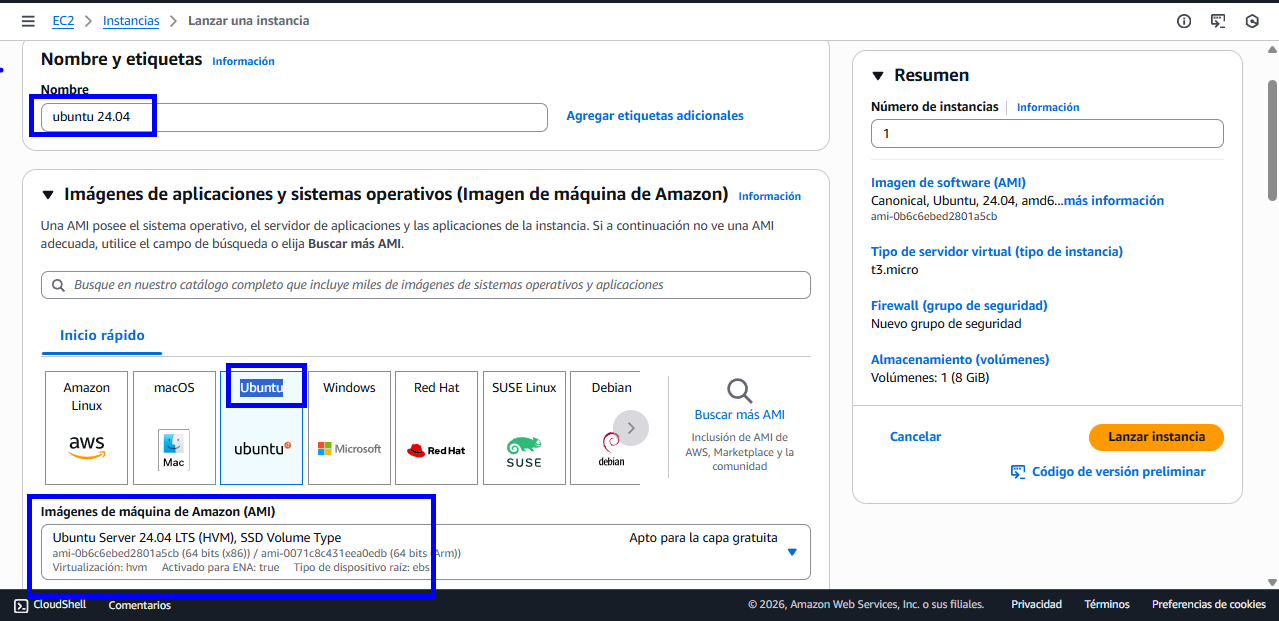 EC2 > Instancias > Lanzar una instancia
Nombre y etiquetas Información
Nombre
ubuntu 24.04
Agregar etiquetas adicionales
Imágenes de aplicaciones y sistemas operativos (Imagen de máquina de Amazon) Información
Una AMI posee el sistema operativo, el servidor de aplicaciones y las aplicaciones de la instancia. Si a continuación no ve una AMI
adecuada, utilice el campo de búsqueda o elija Buscar más AMI.
Busque en nuestro catálogo completo que incluye miles de imágenes de sistemas operativos y aplicaciones
Inicio rápido
Amazon
Linux
aws
macOS
Mac
Ubuntu
ubuntu
Windows
Microsoft
Red Hat
Red Hat
SUSE Linux
SUSE
Debian
debian
Buscar más AMI
Inclusión de AMI de
AWS, Marketplace y la
comunidad
Imágenes de máquina de Amazon (AMI)
Ubuntu Server 24.04 LTS (HVM), SSD Volume Type
Apto para la capa gratuita
ami-0b6c6ebed2801a5cb (64 bits (x86)) / ami-0071c8c431eea0edb (64 bits (Arm))
Virtualización: hvm Activado para ENA: true Tipo de dispositivo raíz: ebs
Resumen
Número de instancias Información
1
Imagen de software (AMI)
Canonical, Ubuntu, 24.04, amd6...más información
ami-0b6c6ebed2801a5cb
Tipo de servidor virtual (tipo de instancia)
t3.micro
Firewall (grupo de seguridad)
Nuevo grupo de seguridad
Almacenamiento (volúmenes)
Volúmenes: 1 (8 GiB)
Cancelar
Lanzar instancia
Código de versión preliminar
CloudShell Comentarios
© 2026, Amazon Web Services, Inc. o sus filiales. Privacidad Términos Preferencias de cookies